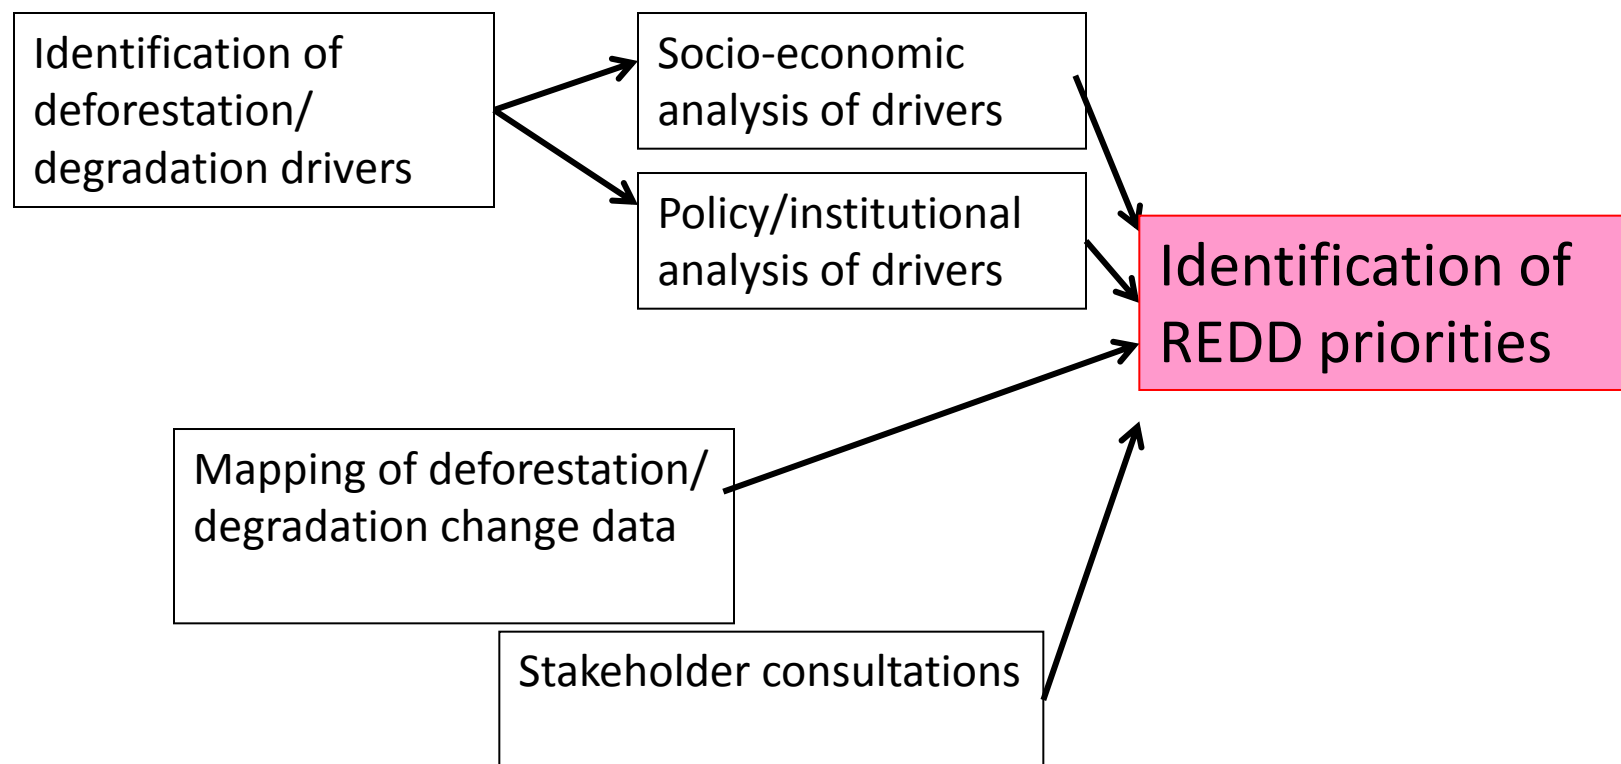 Identification of
deforestation/
degradation drivers
Socio-economic
analysis of drivers
Policy/institutional
analysis of drivers
Identification of
REDD priorities
Mapping of deforestation/
degradation change data
Stakeholder consultations